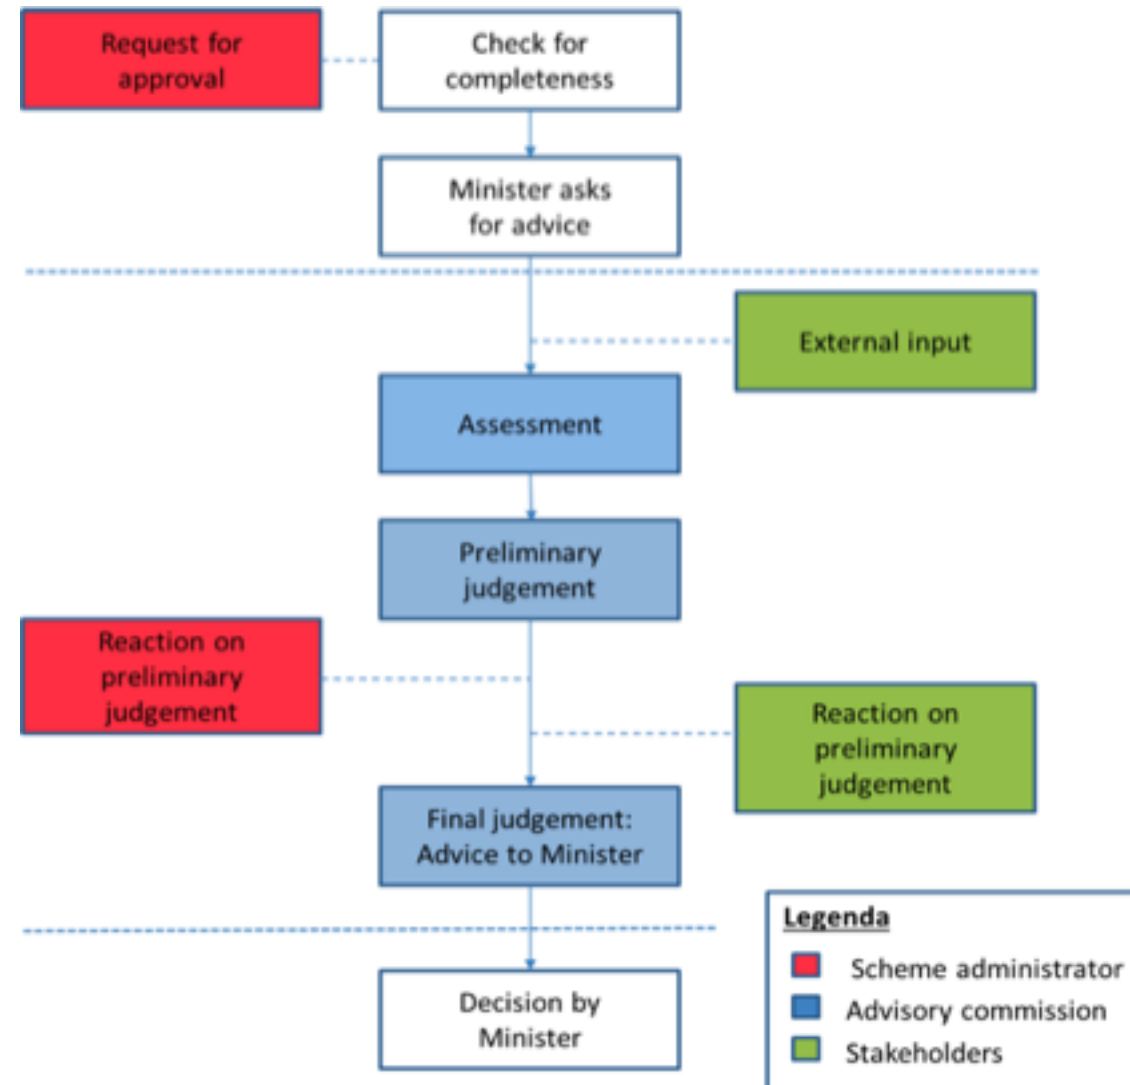 Request for
approval
Check for
completeness
Minister asks
for advice
External input
Assessment
Preliminary
judgement
Reaction on
preliminary
judgement
Reaction on
preliminary
judgement
Final judgement:
Advice to Minister
Decision by
Minister
Legenda
Scheme administrator
Advisory commission
Stakeholders